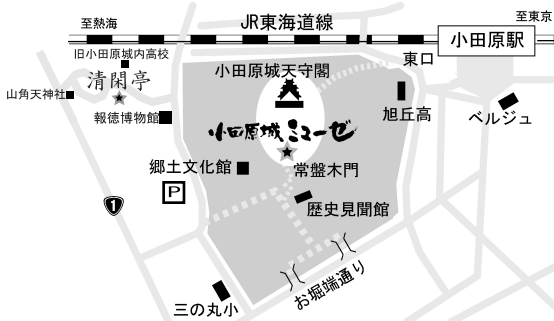 至熱海
JR東海道線
至東京
小田原駅
旧小田原城内高校
東口
清閑亭
小田原城天守閣
山角天神社
報徳博物館
旭丘高
ベルジュ
小田原城ミューゼ
郷土文化館
常盤木門
P
歴史見聞館
1
お堀端通り
三の丸小